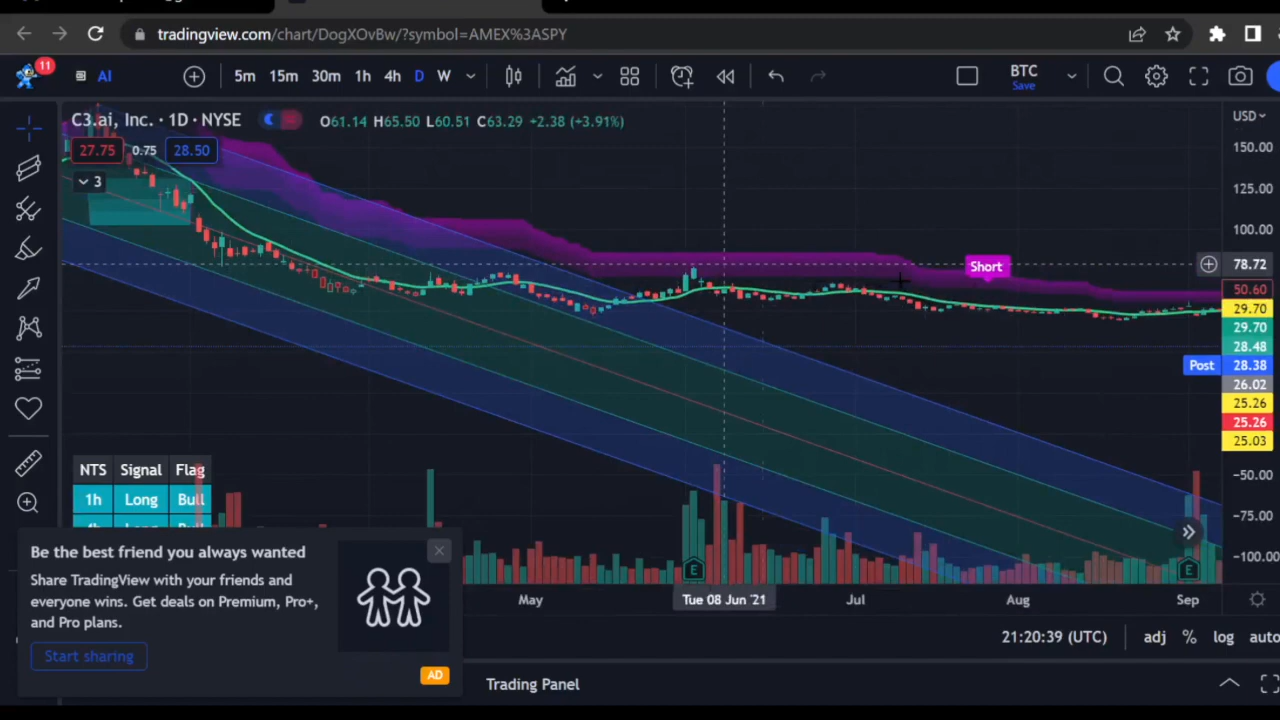 tradingview.com/chart/DogXOvBw/?symbol=AMEX%3ASPY
11
AI
5m 15m 30m 1h 4h D W
BTC
Save
C3.ai, Inc. · 1D · NYSE
O61.14 H65.50 L60.51 C63.29 +2.38 (+3.91%)
USD
27.75 0.75 28.50
3
150.00
125.00
100.00
78.72
Short
50.60
29.70
29.70
28.48
Post 28.38
26.02
25.26
25.26
25.03
−50.00
−75.00
−100.00
NTS Signal Flag
1h Long Bull
E
E
Be the best friend you always wanted
Share TradingView with your friends and
everyone wins. Get deals on Premium, Pro+,
and Pro plans.
Start sharing
AD
May
Tue 08 Jun '21
Jul
Aug
Sep
21:20:39 (UTC)
adj % log auto
Trading Panel